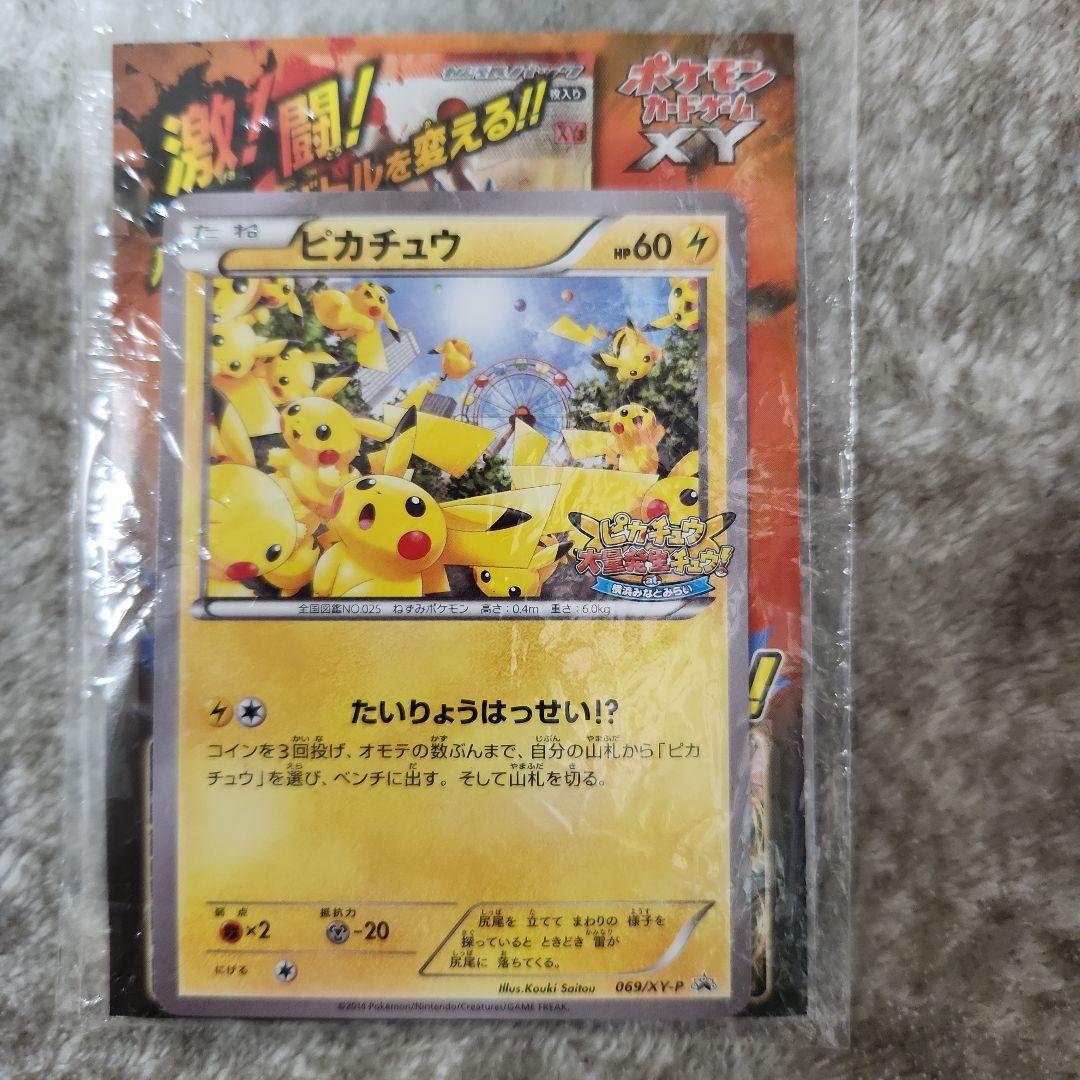 激!闘!
バトルを変える!!
枚入り
XY3
ポケモン
カードゲーム
XY
たね
ピカチュウ
HP60
ピカチュウ
大量発生チュウ!
at
横浜みなとみらい
全国図鑑NO.025 ねずみポケモン 高さ:0.4m 重さ:6.0kg
たいりょうはっせい!?
コインを3回投げ、オモテの数ぶんまで、自分の山札から「ピカ
チュウ」を選び、ベンチに出す。そして山札を切る。
弱点
×2
抵抗力
-20
にげる
尻尾を 立てて まわりの 様子を
探っていると ときどき 雷が
尻尾に 落ちてくる。
Illus.Kouki Saitou
069/XY-P
©2014 Pokémon/Nintendo/Creatures/GAME FREAK.